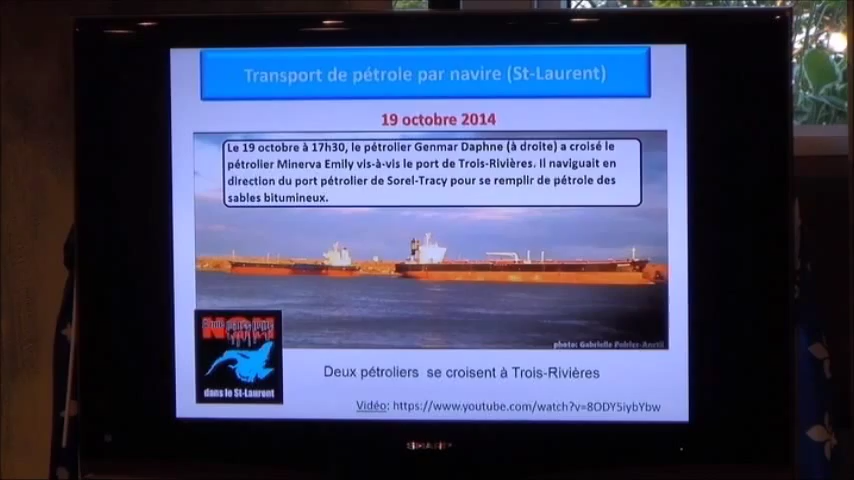 Transport de pétrole par navire (St-Laurent)
19 octobre 2014
Le 19 octobre à 17h30, le pétrolier Genmar Daphne (à droite) a croisé le
pétrolier Minerva Emily vis-à-vis le port de Trois-Rivières. Il naviguait en
direction du port pétrolier de Sorel-Tracy pour se remplir de pétrole des
sables bitumineux.
photo: Gabrielle
NON
dans le St-Laurent
Deux pétroliers se croisent à Trois-Rivières
Vidéo: https://www.youtube.com/watch?v=8ODY5iybYbw
SHARP